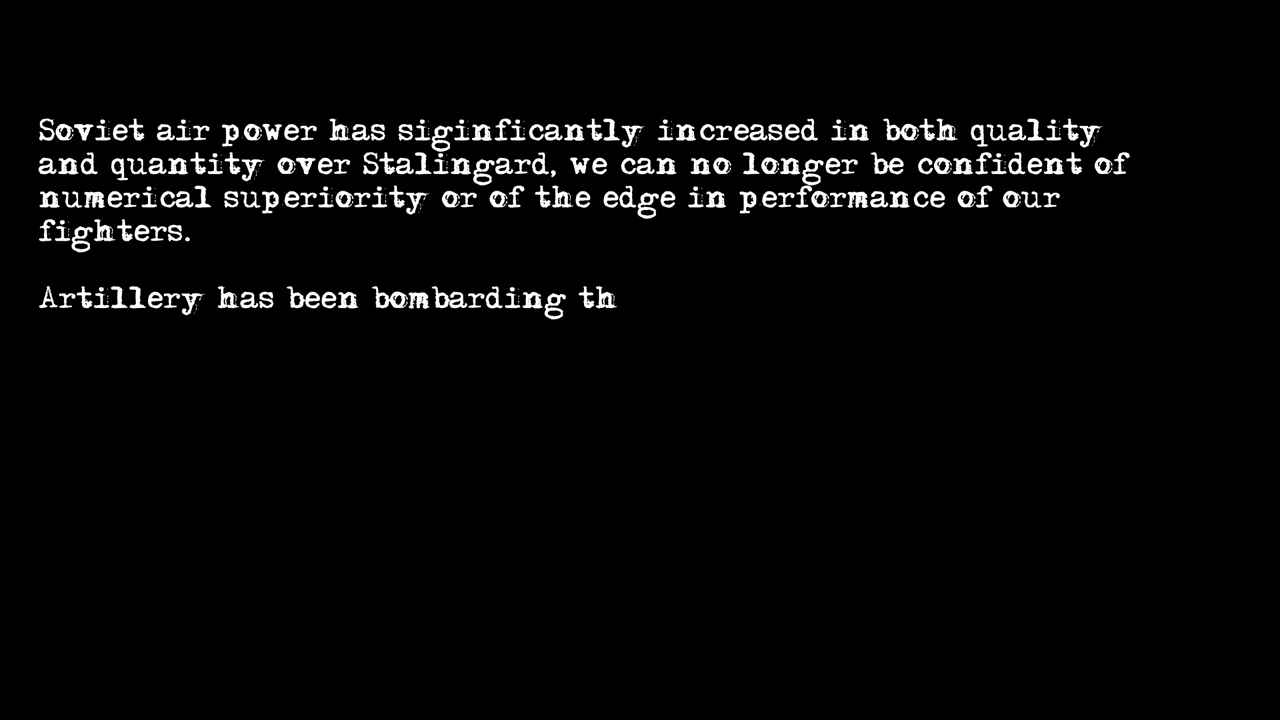 Soviet air power has siginficantly increased in both quality
and quantity over Stalingard, we can no longer be confident of
numerical superiority or of the edge in performance of our
fighters.
Artillery has been bombarding th